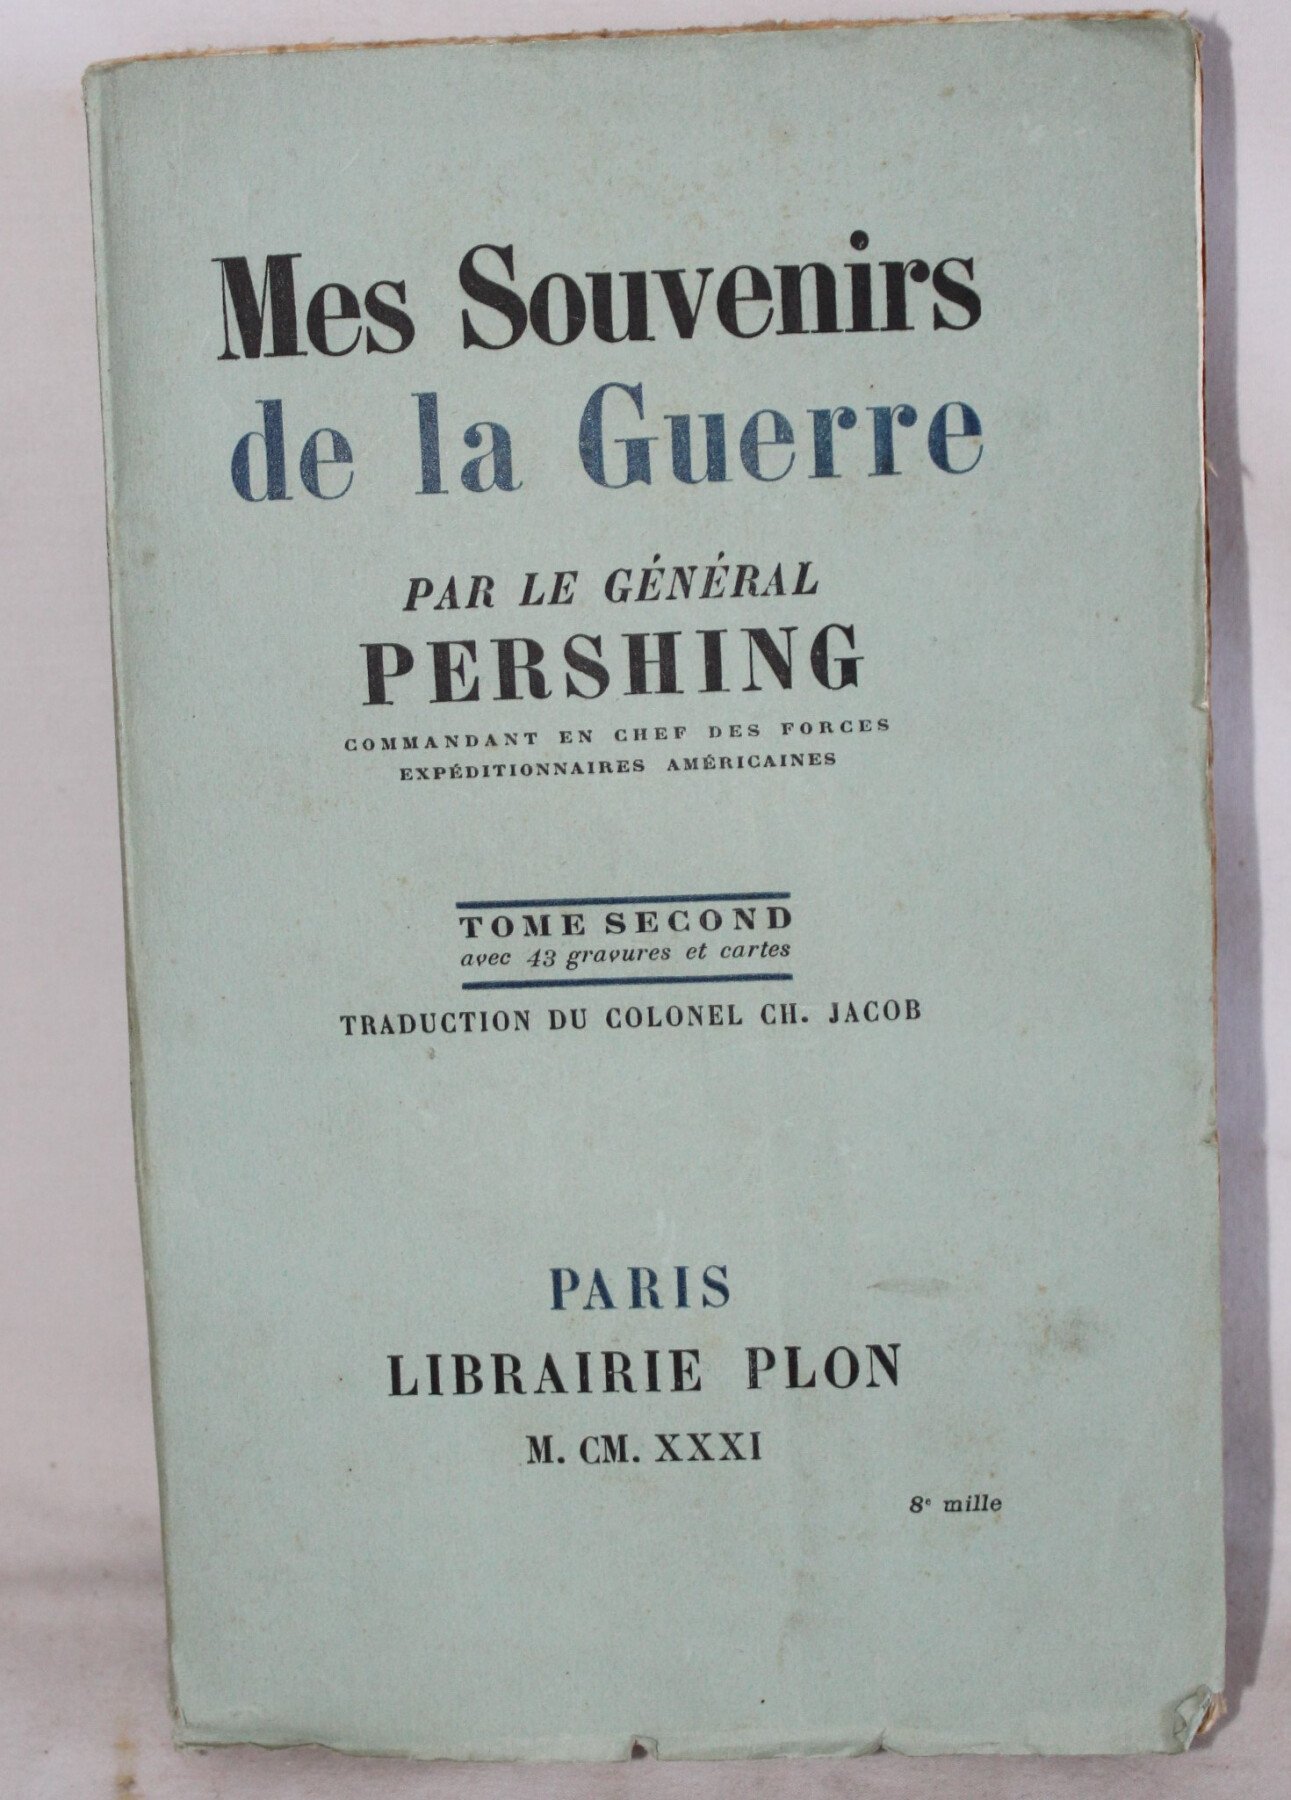 Mes Souvenirs
de la Guerre
PAR LE GÉNÉRAL
PERSHING
COMMANDANT EN CHEF DES FORCES
EXPÉDITIONNAIRES AMÉRICAINES
TOME SECOND
avec 43 gravures et cartes
TRADUCTION DU COLONEL CH. JACOB
PARIS
LIBRAIRIE PLON
M. CM. XXXI
8e mille